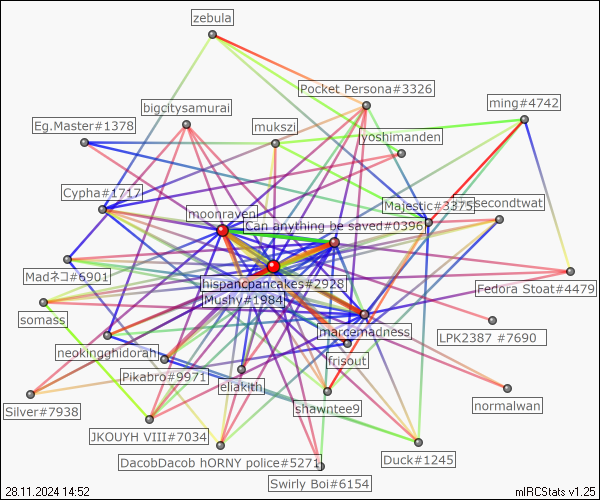 zebula
Pocket Persona#3326
bigcitysamurai
ming#4742
Eg.Master#1378
mukszi
yoshimanden
Cypha#1717
Majestic#3375
secondtwat
moonraven
Can anything be saved#0396
Madネコ#6901
hispancpancakes#2928
Fedora Stoat#4479
Mushy#1984
somass
marcemadness
LPK2387 #7690
neokingghidorah
frisout
Pikabro#9971
eliakith
Silver#7938
shawntee9
normalwan
JKOUYH VIII#7034
DacobDacob hORNY police#5271
Duck#1245
Swirly Boi#6154
28.11.2024 14:52
mIRCStats v1.25